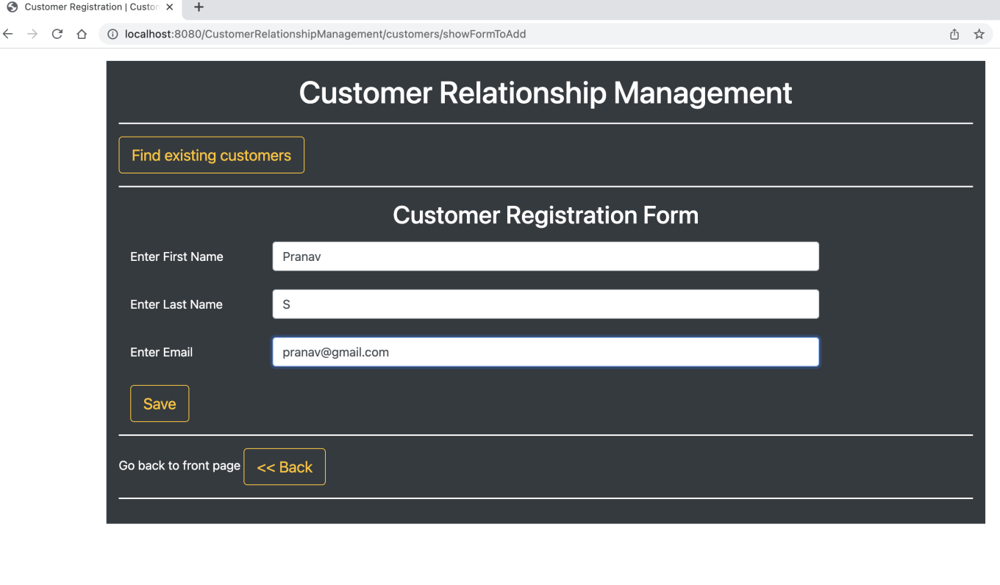 Customer Registration | Custon
localhost:8080/CustomerRelationshipManagement/customers/showFormToAdd
Customer Relationship Management
Find existing customers
Customer Registration Form
Enter First Name Pranav
Enter Last Name S
Enter Email pranav@gmail.com
Save
Go back to front page << Back